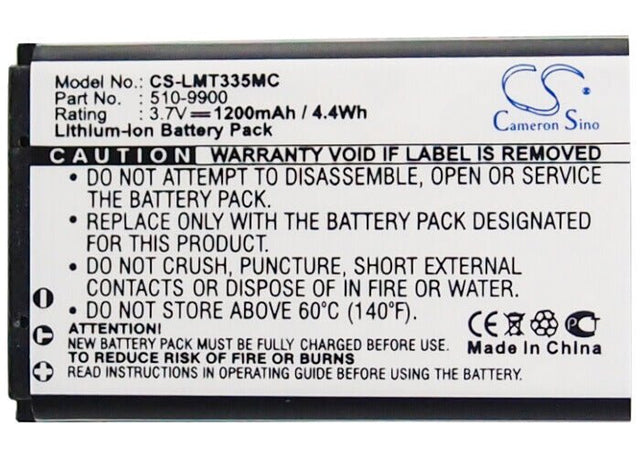 Model No.: CS-LMT335MC
Part No. : 510-9900
Rating : 3.7V 1200mAh / 4.4Wh
Lithium-Ion Battery Pack
CS
Cameron Sino
CAUTION WARRANTY VOID IF LABEL IS REMOVED
• DO NOT ATTEMPT TO DISASSEMBLE, OPEN OR SERVICE
THE BATTERY PACK.
• REPLACE ONLY WITH THE BATTERY PACK DESIGNATED
FOR THIS PRODUCT.
• DO NOT CRUSH, PUNCTURE, SHORT EXTERNAL
CONTACTS OR DISPOSE OF IN FIRE OR WATER.
• DO NOT STORE ABOVE 60°C (140°F).
ATTENTION!
NEW BATTERY PACK MUST BE FULLY CHARGED BEFORE USE.
TO REDUCE RISK OF FIRE OR BURNS
READ INSTRUCTIONS IN OPERATING GUIDE BEFORE USING THE BATTERY.
CE
Made In China